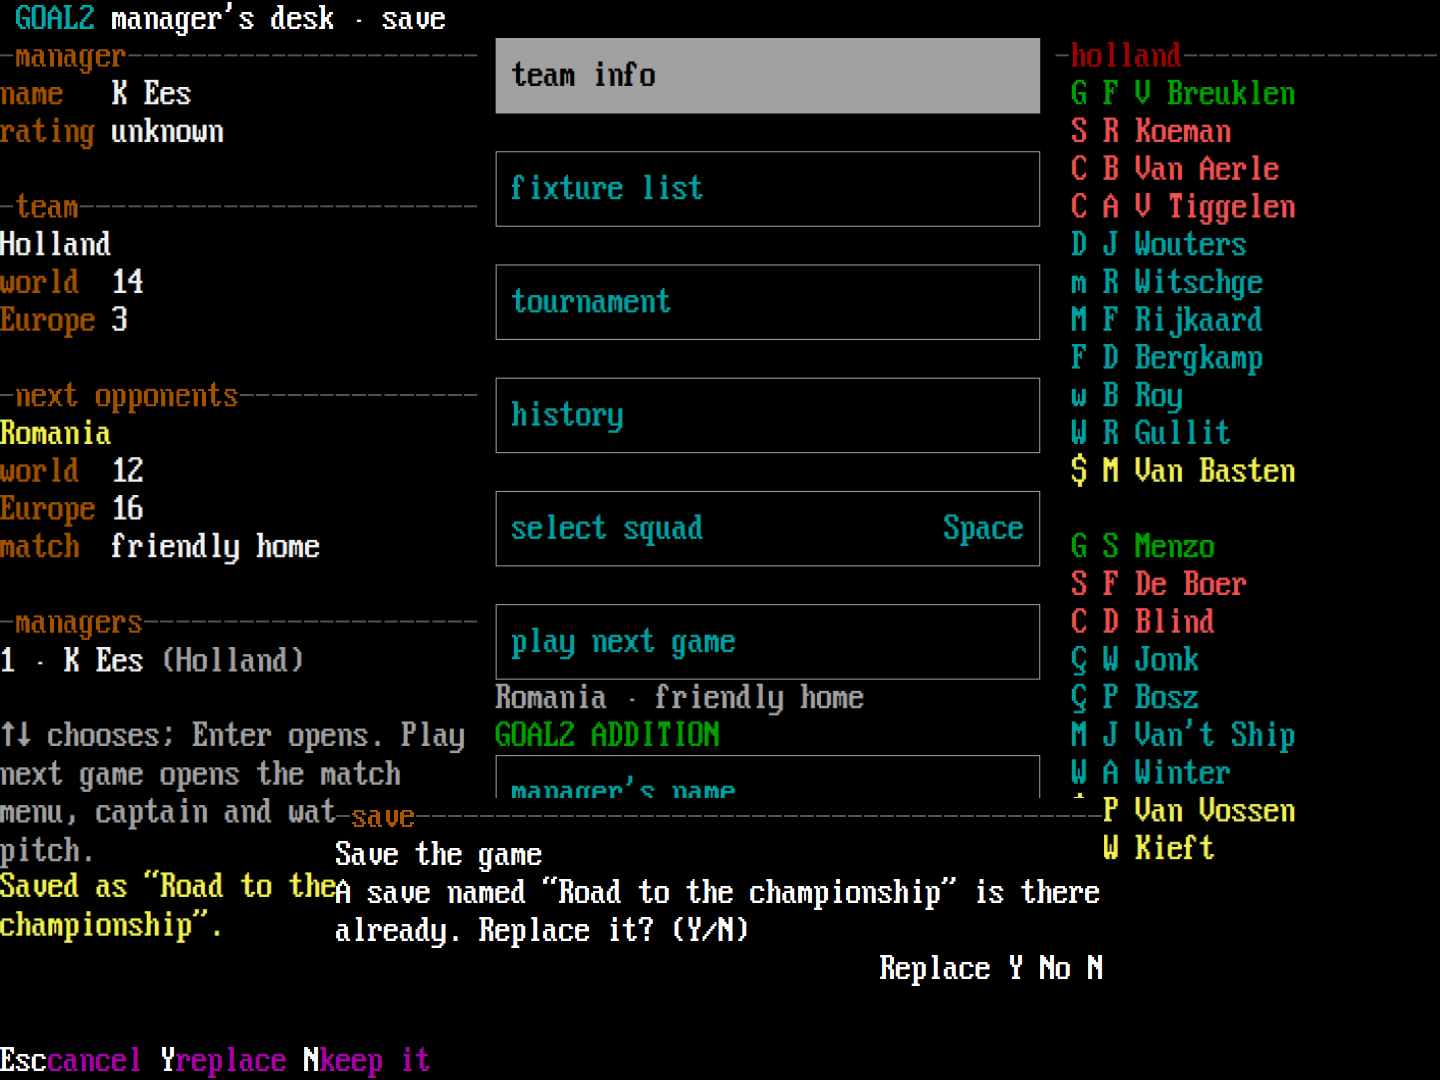 GOAL2 manager's desk · save
manager
name K Ees
rating unknown
team
Holland
world 14
Europe 3
next opponents
Romania
world 12
Europe 16
match friendly home
managers
1 · K Ees (Holland)
↑↓ chooses; Enter opens. Play
next game opens the match
menu, captain and wat
pitch.
Saved as “Road to the
championship”.
team info
fixture list
tournament
history
select squad Space
play next game
Romania · friendly home
GOAL2 ADDITION
manager's name
holland
G F V Breuklen
S R Koeman
C B Van Aerle
C A V Tiggelen
D J Wouters
m R Witschge
M F Rijkaard
F D Bergkamp
w B Roy
W R Gullit
$ M Van Basten
G S Menzo
S F De Boer
C D Blind
Ç W Jonk
Ç P Bosz
M J Van't Ship
W A Winter
P Van Vossen
W Kieft
save
Save the game
A save named “Road to the championship” is there
already. Replace it? (Y/N)
Replace Y No N
Esccancel Yreplace Nkeep it